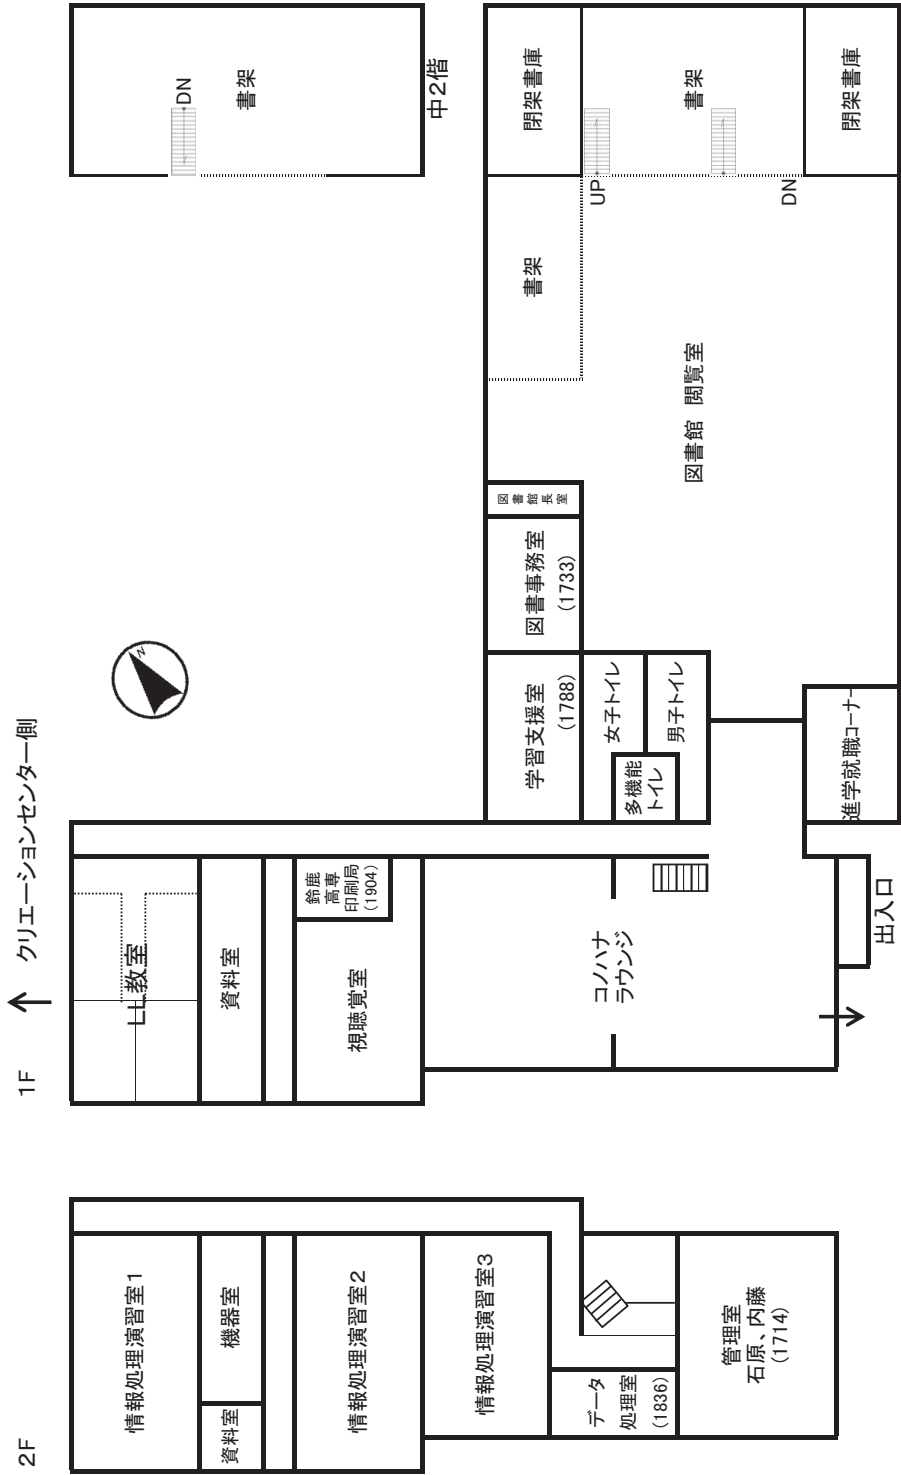 2F
情報処理演習室1
機器室
資料室
情報処理演習室2
情報処理演習室3
データ
処理室
(1836)
管理室
石原、内藤
(1714)
1F
クリエーションセンター側
LL教室
資料室
鈴鹿
高専
印刷局
(1904)
視聴覚室
コノハナ
ラウンジ
出入口
N
学習支援室
(1788)
女子トイレ
多機能
トイレ
男子トイレ
進学就職コーナー
図書館長室
図書事務室
(1733)
図書館 閲覧室
書架
UP
DN
閉架書庫
書架
閉架書庫
DN
書架
中2階